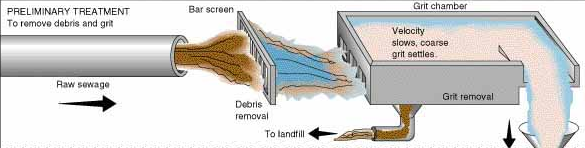 PRELIMINARY TREATMENT
To remove debris and grit
Bar screen
Grit chamber
Velocity
slows, coarse
grit settles.
Raw sewage
Debris
removal
Grit removal
To landfill